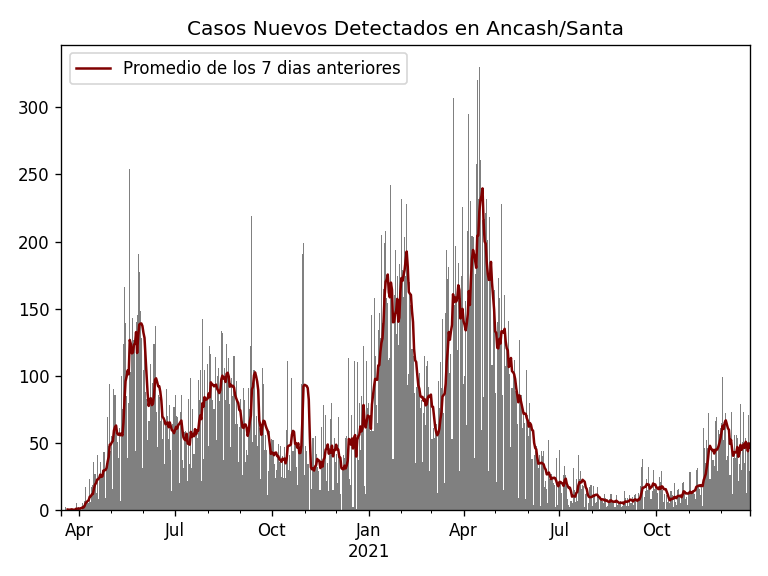 Casos Nuevos Detectados en Ancash/Santa
Promedio de los 7 dias anteriores
300
250
200
150
100
50
0
Apr Jul Oct Jan Apr Jul Oct
2021